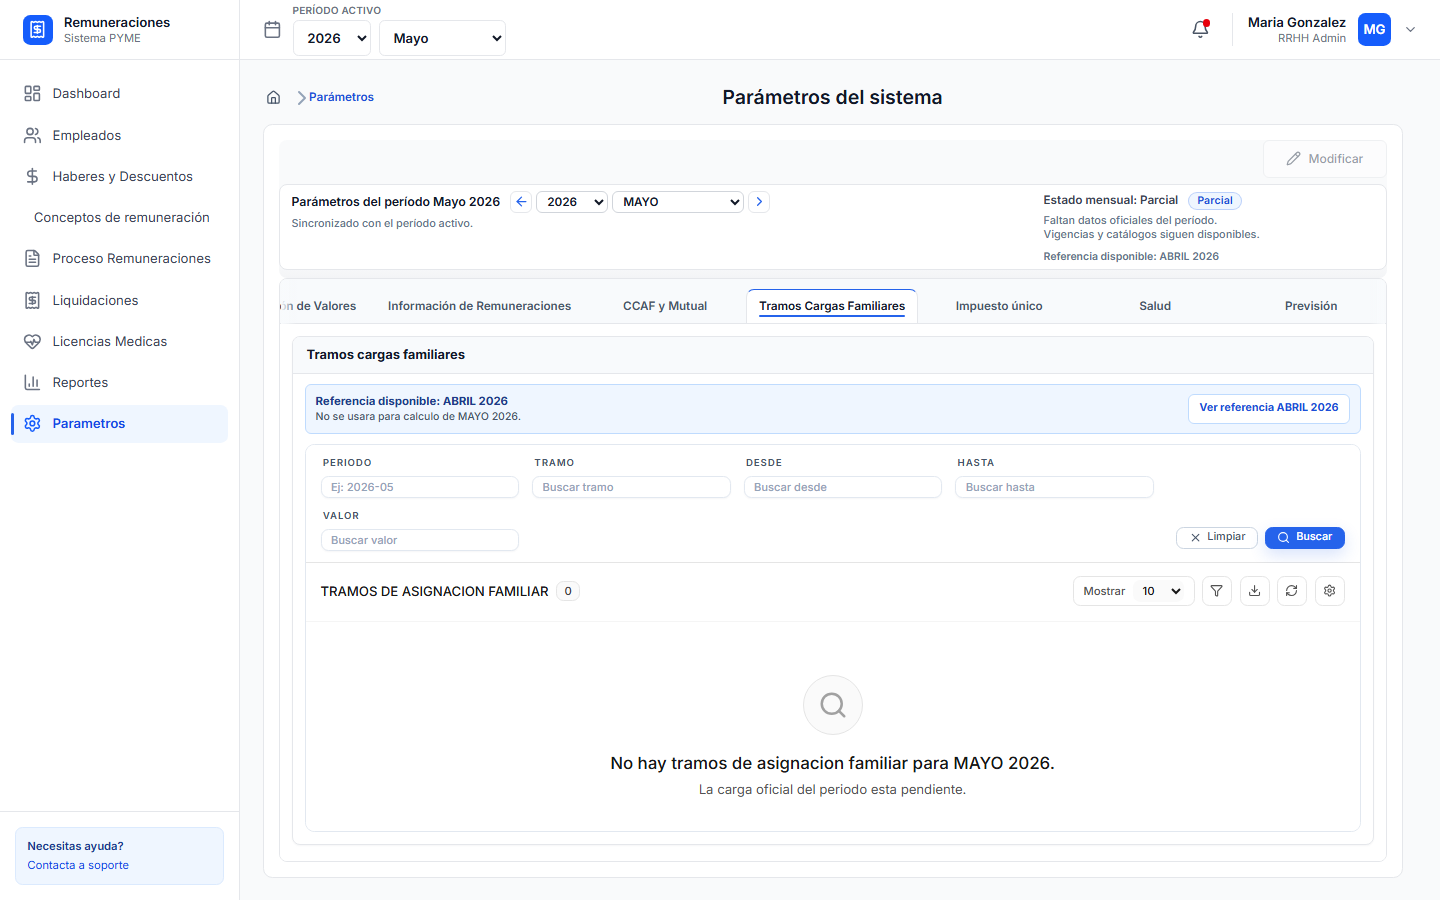 Remuneraciones
Sistema PYME
PERÍODO ACTIVO
2026
Mayo
Maria Gonzalez
RRHH Admin
MG
Dashboard
Empleados
Haberes y Descuentos
Conceptos de remuneración
Proceso Remuneraciones
Liquidaciones
Licencias Medicas
Reportes
Parametros
Necesitas ayuda?
Contacta a soporte
Parámetros
Parámetros del sistema
Modificar
Parámetros del período Mayo 2026
2026
MAYO
Sincronizado con el período activo.
Estado mensual: Parcial
Parcial
Faltan datos oficiales del período.
Vigencias y catálogos siguen disponibles.
Referencia disponible: ABRIL 2026
ón de Valores
Información de Remuneraciones
CCAF y Mutual
Tramos Cargas Familiares
Impuesto único
Salud
Previsión
Tramos cargas familiares
Referencia disponible: ABRIL 2026
No se usara para calculo de MAYO 2026.
Ver referencia ABRIL 2026
PERIODO
TRAMO
DESDE
HASTA
Ej: 2026-05
Buscar tramo
Buscar desde
Buscar hasta
VALOR
Buscar valor
Limpiar
Buscar
TRAMOS DE ASIGNACION FAMILIAR
0
Mostrar
10
No hay tramos de asignacion familiar para MAYO 2026.
La carga oficial del periodo esta pendiente.